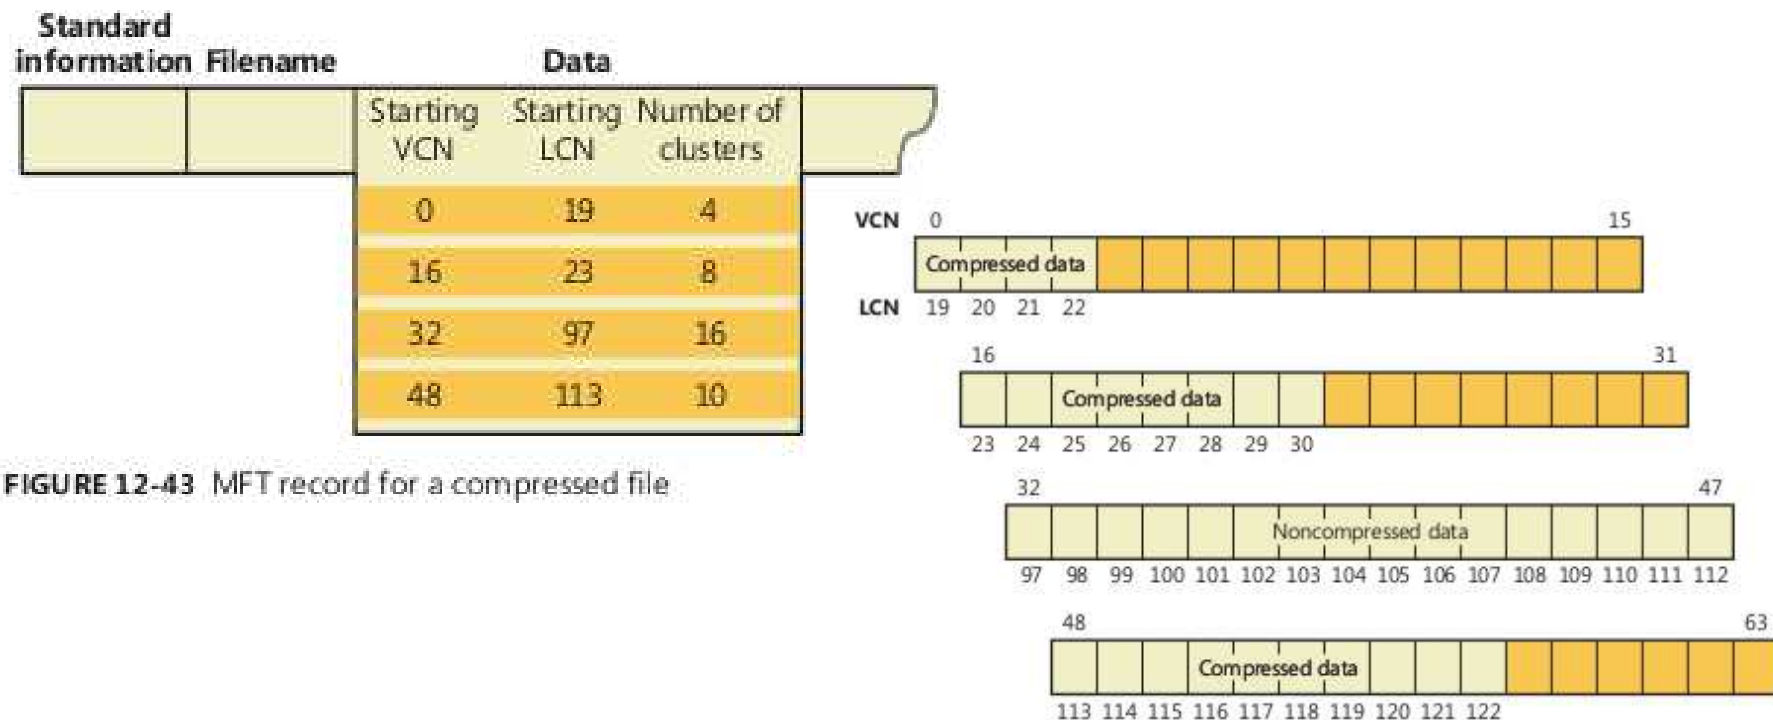 Standard
information Filename Data
Starting Starting Number of
VCN LCN clusters
0 19 4
16 23 8
32 97 16
48 113 10
FIGURE 12-43 MFT record for a compressed file
VCN 0 15
Compressed data
LCN 19 20 21 22
16 31
Compressed data
23 24 25 26 27 28 29 30
32 47
Noncompressed data
97 98 99 100 101 102 103 104 105 106 107 108 109 110 111 112
48 63
Compressed data
113 114 115 116 117 118 119 120 121 122